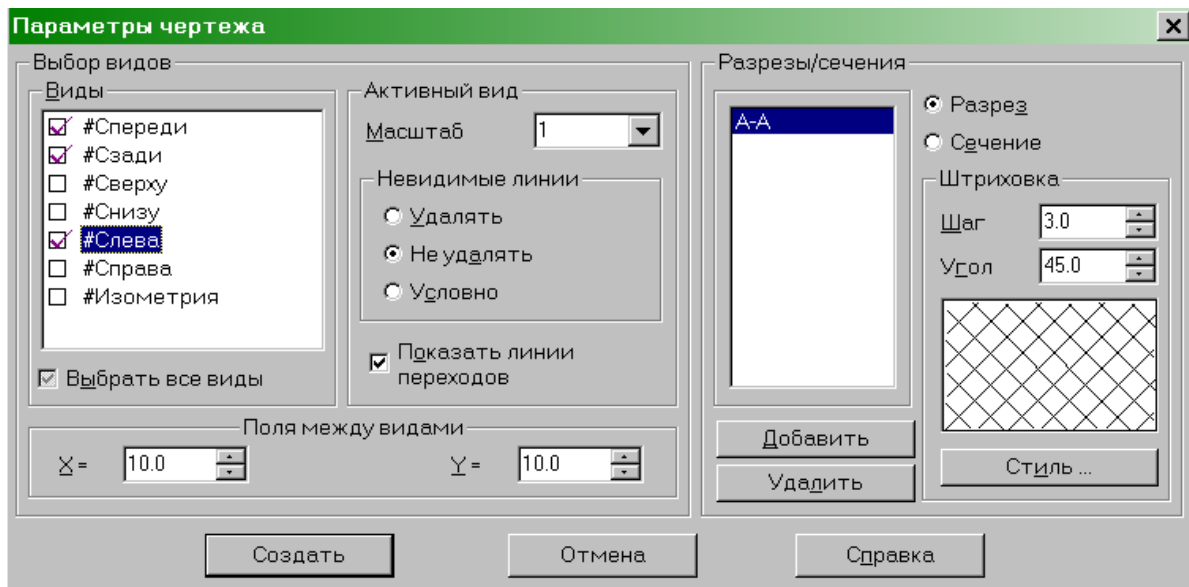 Параметры чертежа
Выбор видов
Виды
#Спереди
#Сзади
#Сверху
#Снизу
#Слева
#Справа
#Изометрия
Выбрать все виды
Активный вид
Масштаб 1
Невидимые линии
Удалять
Не удалять
Условно
Показать линии
переходов
Поля между видами
X = 10.0 Y = 10.0
Разрезы/сечения
А-А
Добавить
Удалить
Разрез
Сечение
Штриховка
Шаг 3.0
Угол 45.0
Стиль ...
Создать Отмена Справка